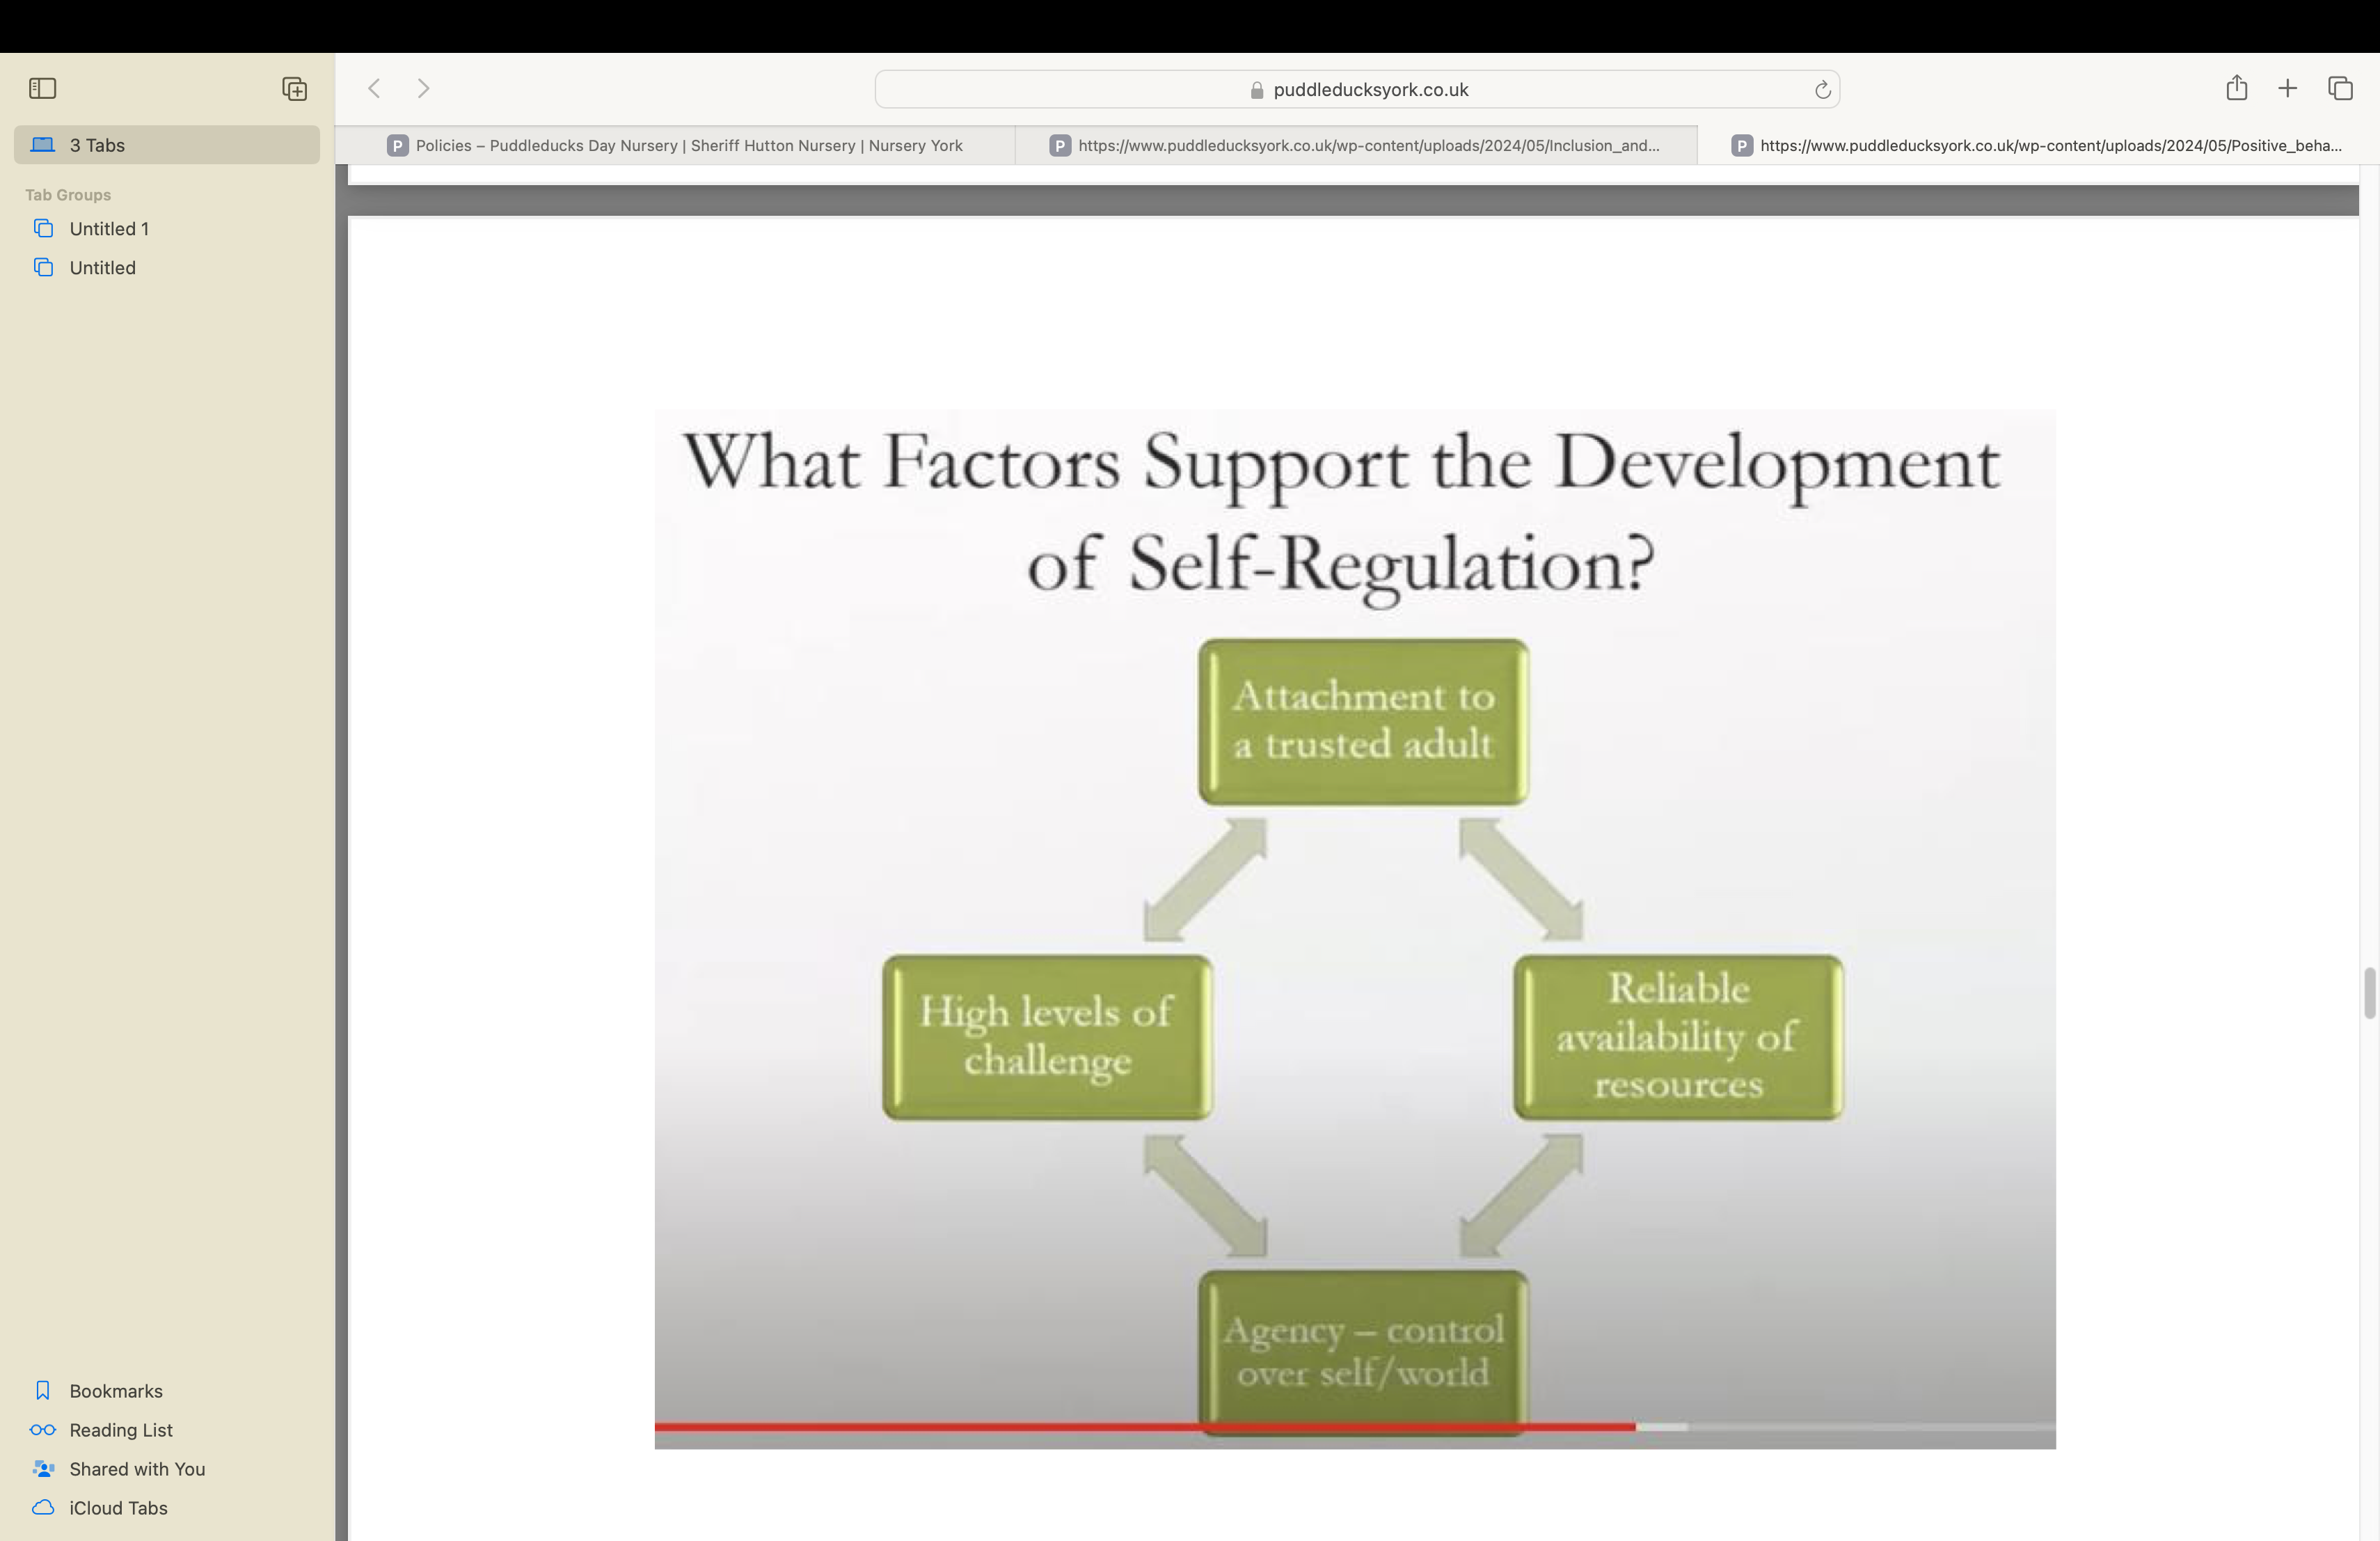 puddleducksyork.co.uk
3 Tabs
P Policies – Puddleducks Day Nursery | Sheriff Hutton Nursery | Nursery York
P https://www.puddleducksyork.co.uk/wp-content/uploads/2024/05/Inclusion_and...
P https://www.puddleducksyork.co.uk/wp-content/uploads/2024/05/Positive_beha...
Tab Groups
Untitled 1
Untitled
What Factors Support the Development
of Self-Regulation?
Attachment to
a trusted adult
High levels of
challenge
Reliable
availability of
resources
Agency – control
over self/world
Bookmarks
Reading List
Shared with You
iCloud Tabs